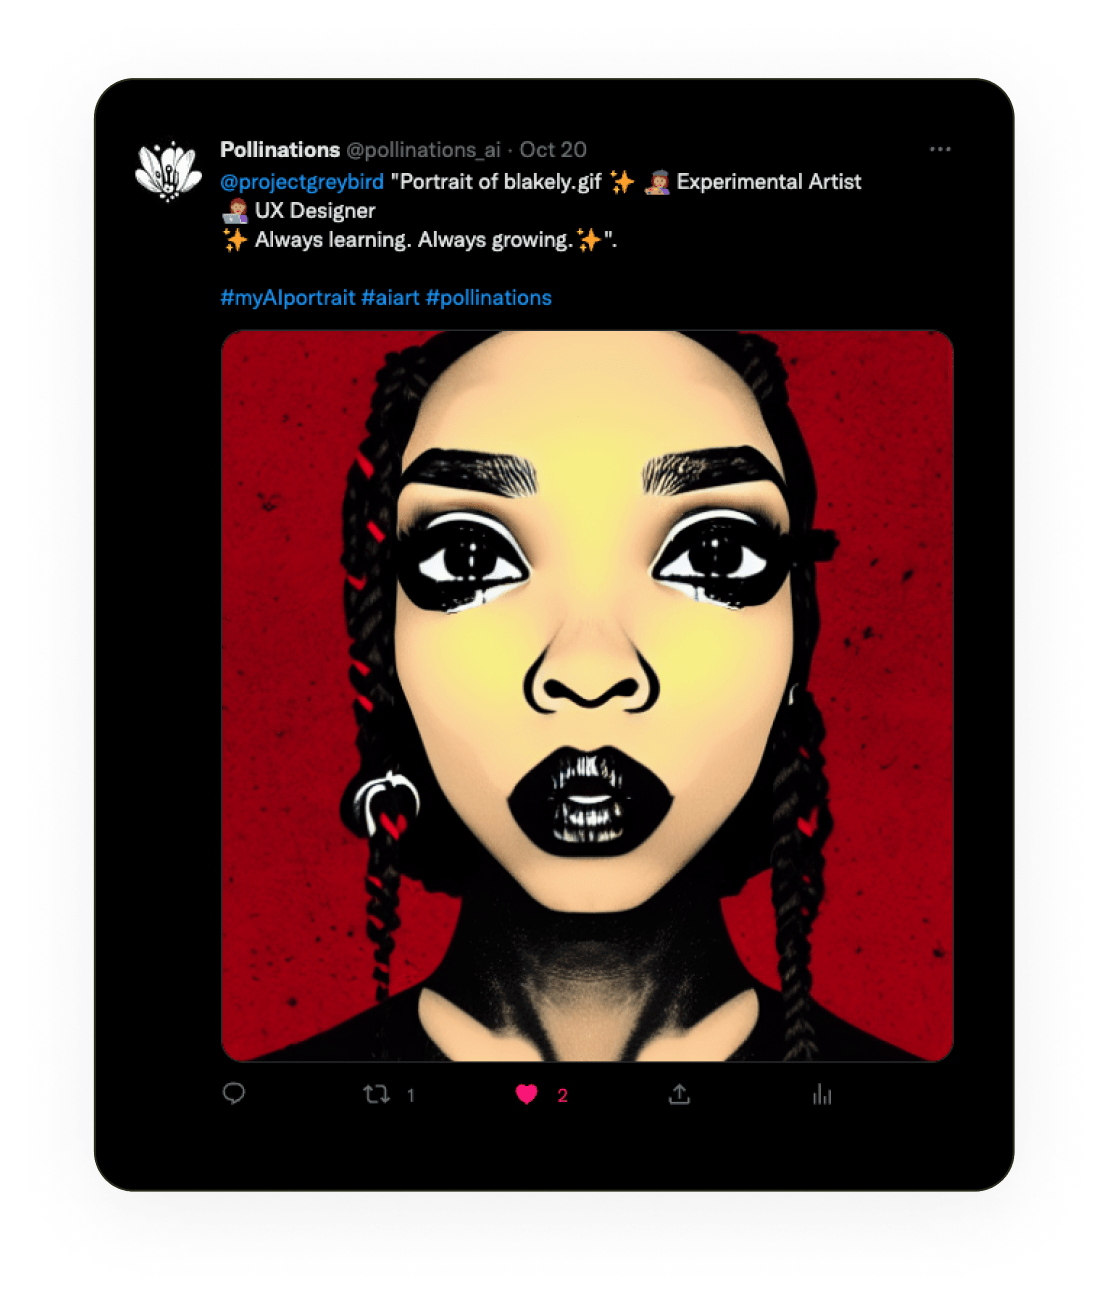 Pollinations @pollinations_ai · Oct 20
@projectgreybird "Portrait of blakely.gif ✨ 👩🏽‍🎨 Experimental Artist
👩🏽‍💻 UX Designer
✨ Always learning. Always growing.✨".
#myAIportrait #aiart #pollinations
1 2